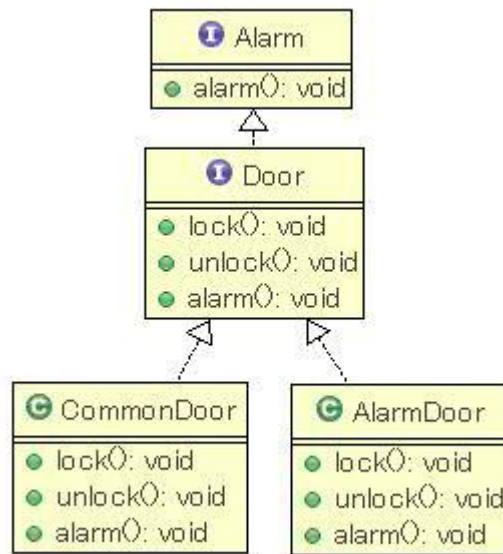 I Alarm
alarm(): void
I Door
lock(): void
unlock(): void
alarm(): void
C CommonDoor
lock(): void
unlock(): void
alarm(): void
C AlarmDoor
lock(): void
unlock(): void
alarm(): void